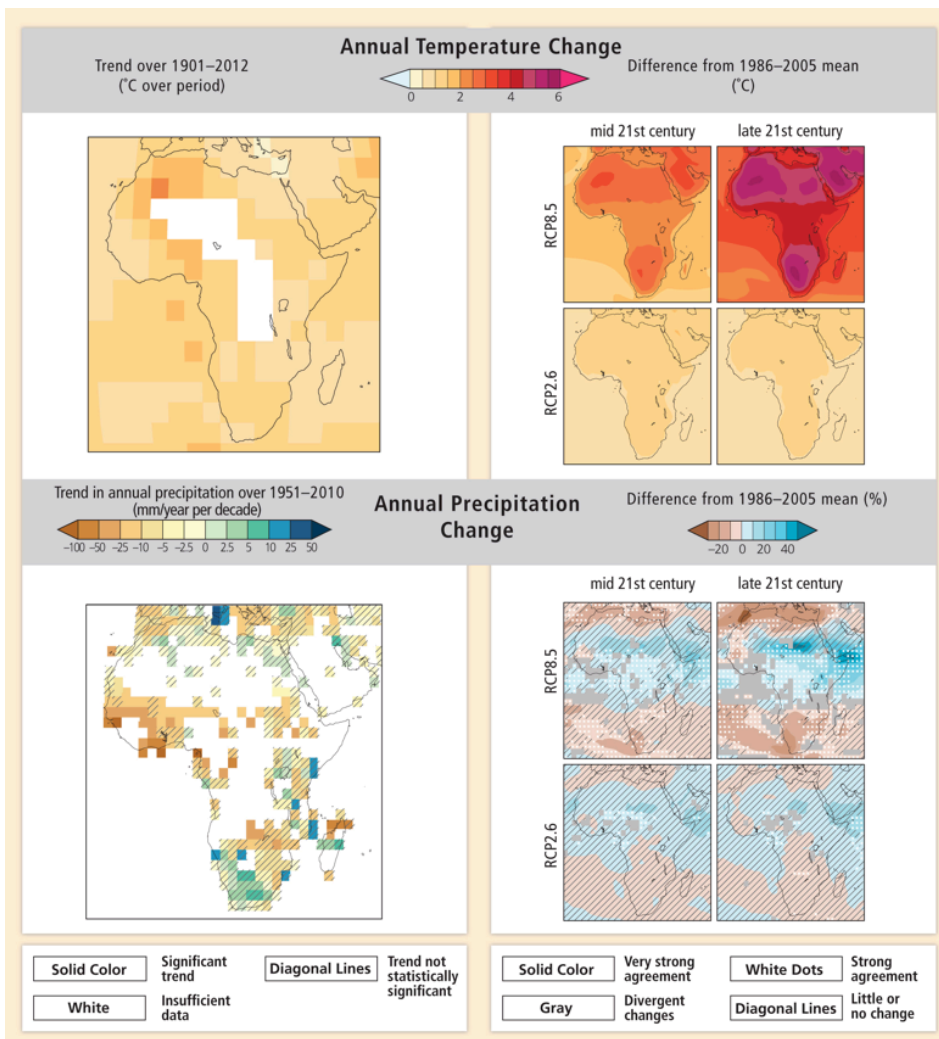 Annual Temperature Change
Trend over 1901–2012
(˚C over period)
0 2 4 6
Difference from 1986–2005 mean
(˚C)
mid 21st century
late 21st century
RCP8.5
RCP2.6
Trend in annual precipitation over 1951–2010
(mm/year per decade)
–100 –50 –25 –10 –5 –2.5 0 2.5 5 10 25 50
Annual Precipitation
Change
Difference from 1986–2005 mean (%)
–20 0 20 40
mid 21st century
late 21st century
RCP8.5
RCP2.6
Solid Color
Significant
trend
Diagonal Lines
Trend not
statistically
significant
White
Insufficient
data
Solid Color
Very strong
agreement
White Dots
Strong
agreement
Gray
Divergent
changes
Diagonal Lines
Little or
no change